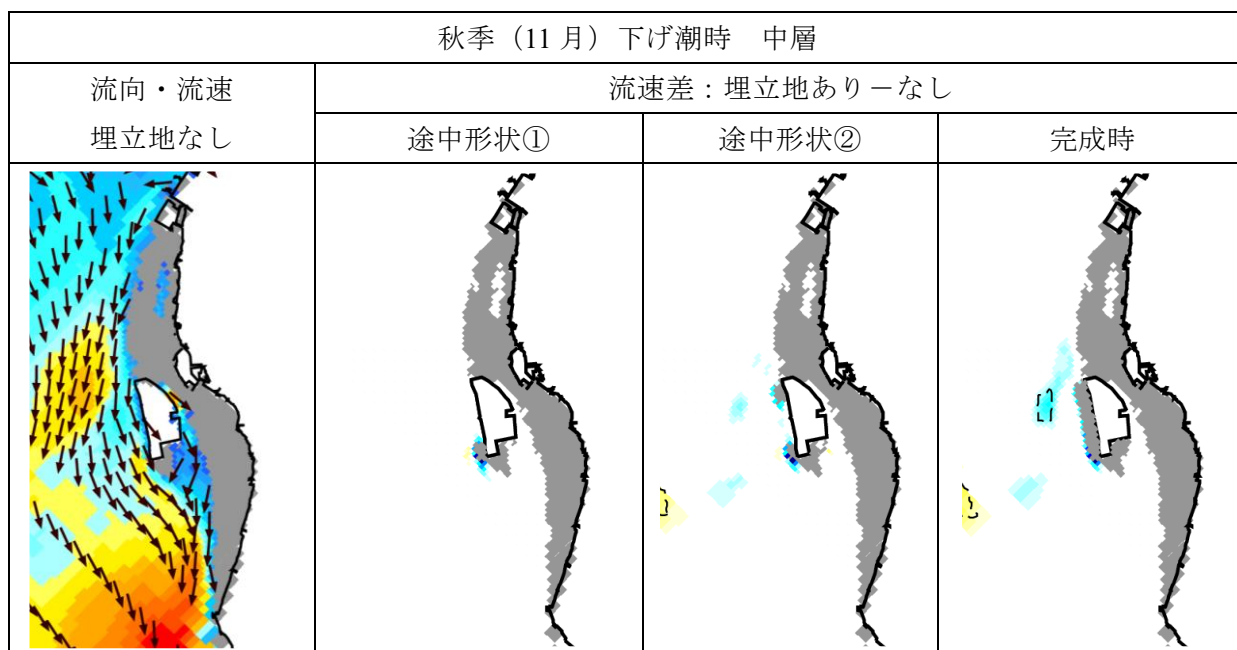 秋季（11 月）下げ潮時　中層
流向・流速
埋立地なし
流速差：埋立地あり－なし
途中形状①
途中形状②
完成時